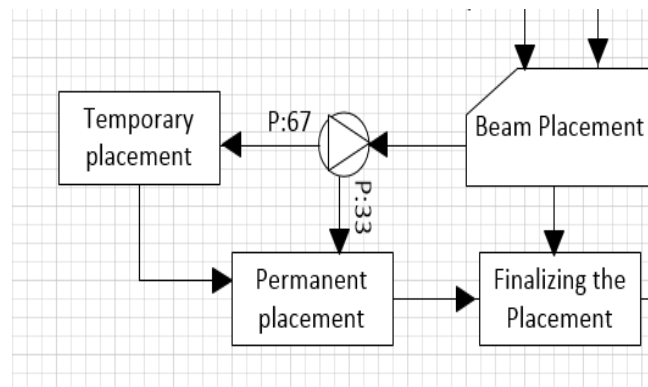 Temporary
placement
P:67
Beam Placement
P:33
Permanent
placement
Finalizing the
Placement